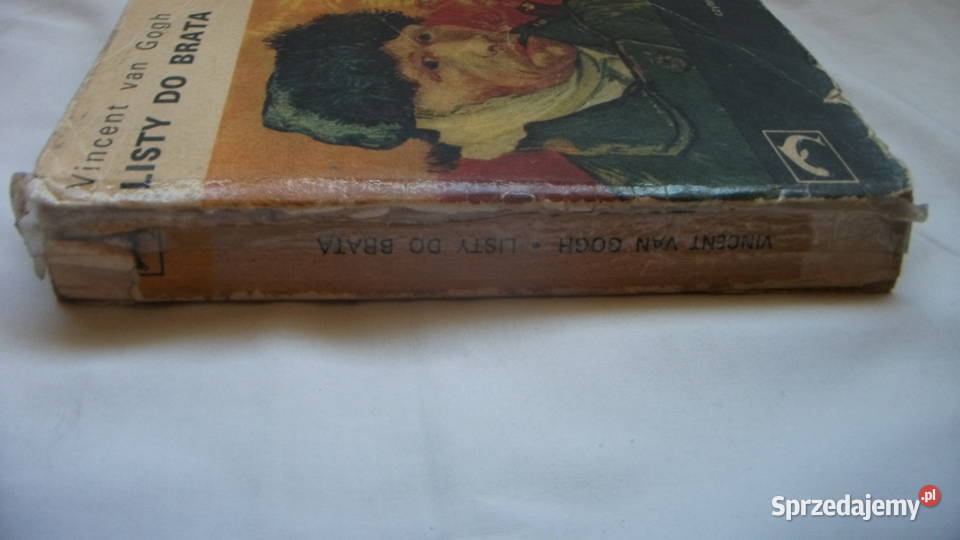 Vincent van Gogh
LISTY DO BRATA
VINCENT VAN GOGH • LISTY DO BRATA
Sprzedajemy.pl